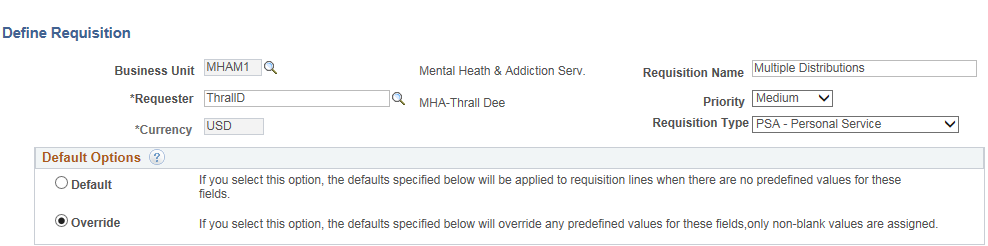 Define Requisition
Business Unit MHAM1 Mental Heath & Addiction Serv. Requisition Name Multiple Distributions
*Requester ThrallD MHA-Thrall Dee Priority Medium
*Currency USD Requisition Type PSA - Personal Service
Default Options ?
Default If you select this option, the defaults specified below will be applied to requisition lines when there are no predefined values for these
fields.
Override If you select this option, the defaults specified below will override any predefined values for these fields,only non-blank values are assigned.